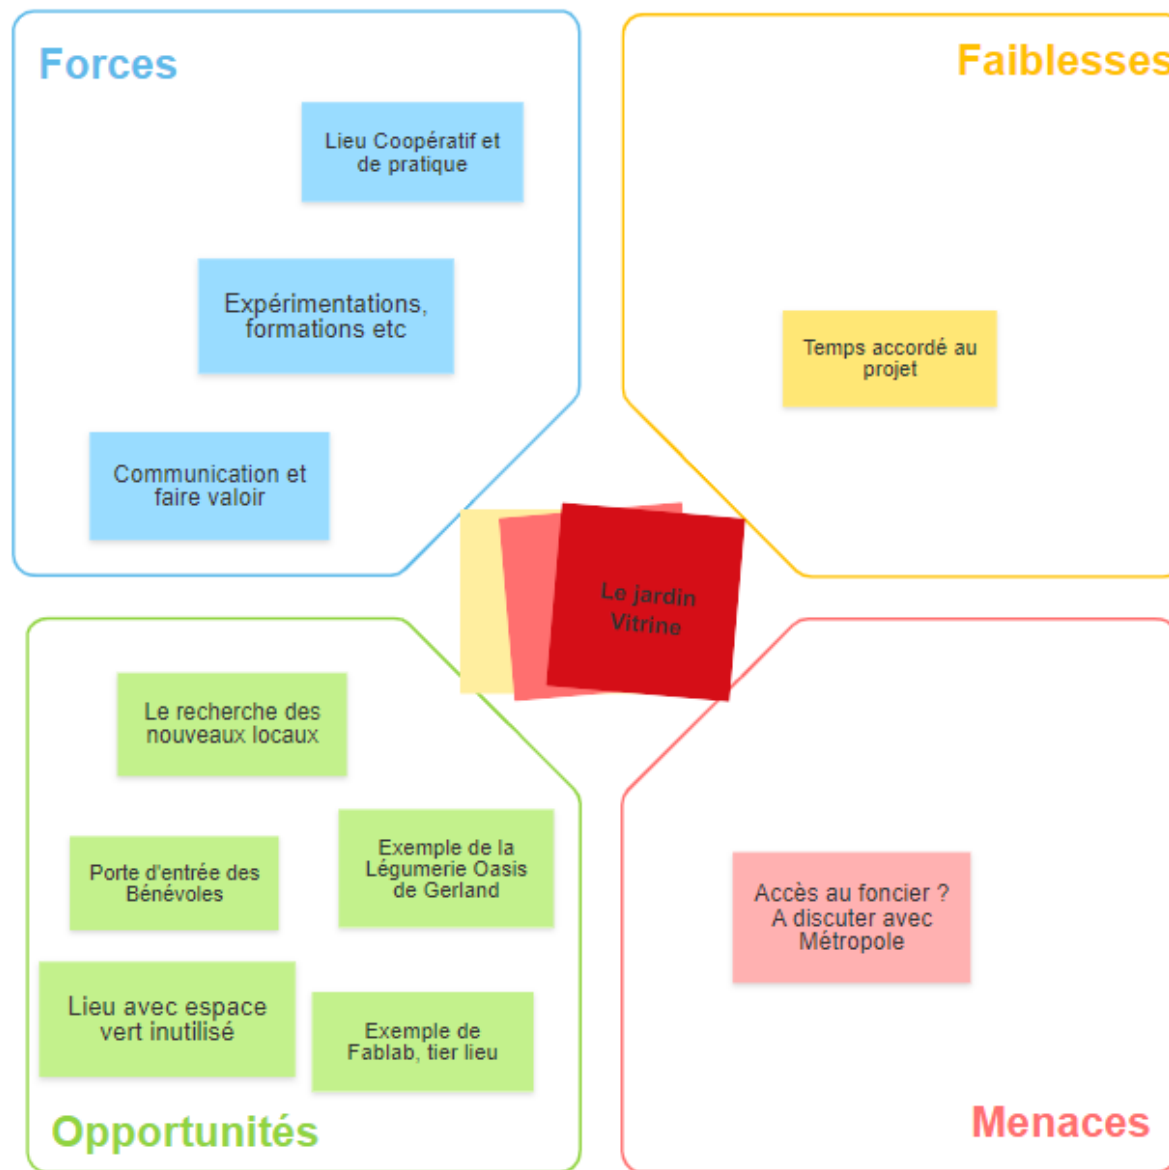 Forces
Lieu Coopératif et
de pratique
Expérimentations,
formations etc
Communication et
faire valoir
Faiblesses
Temps accordé au
projet
Le jardin
Vitrine
Le recherche des
nouveaux locaux
Porte d'entrée des
Bénévoles
Exemple de la
Légumerie Oasis
de Gerland
Lieu avec espace
vert inutilisé
Exemple de
Fablab, tier lieu
Opportunités
Accès au foncier ?
A discuter avec
Métropole
Menaces